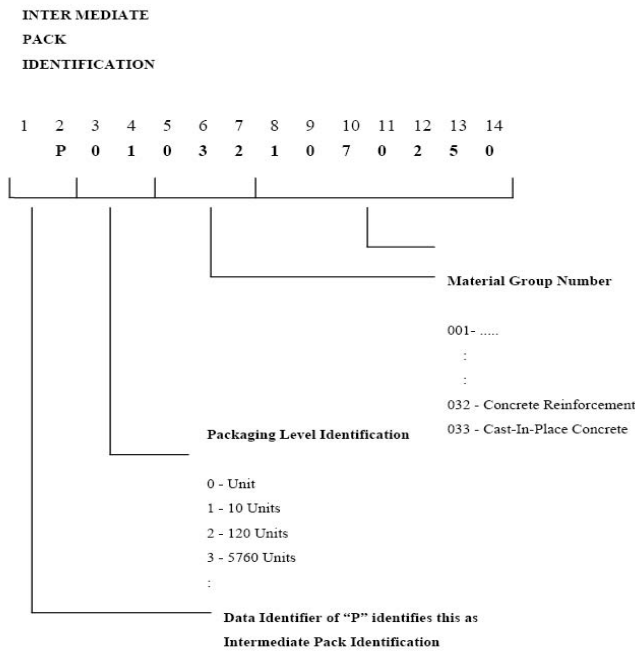 INTER MEDIATE
PACK
IDENTIFICATION
1 2 3 4 5 6 7 8 9 10 11 12 13 14
P 0 1 0 3 2 1 0 7 0 2 5 0
Material Group Number
001- .....
:
:
032 - Concrete Reinforcement
033 - Cast-In-Place Concrete
Packaging Level Identification
0 - Unit
1 - 10 Units
2 - 120 Units
3 - 5760 Units
:
Data Identifier of “P” identifies this as
Intermediate Pack Identification